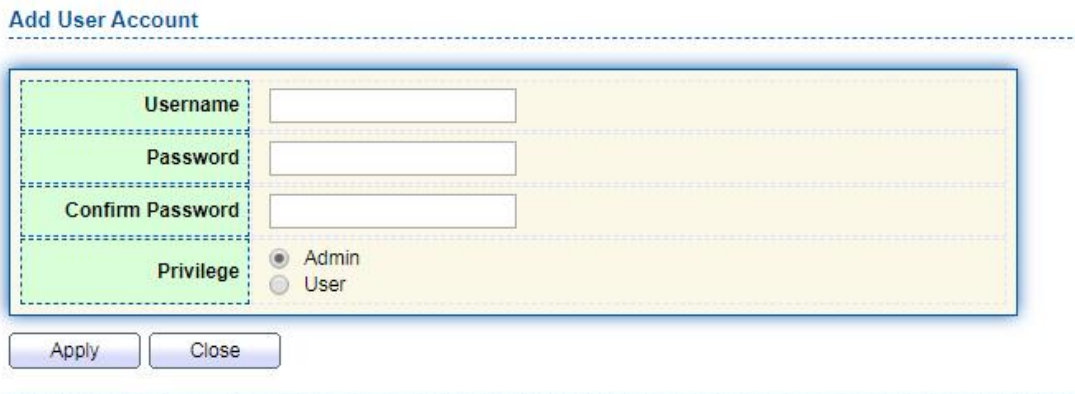 Add User Account
Username
Password
Confirm Password
Privilege
Admin
User
Apply
Close